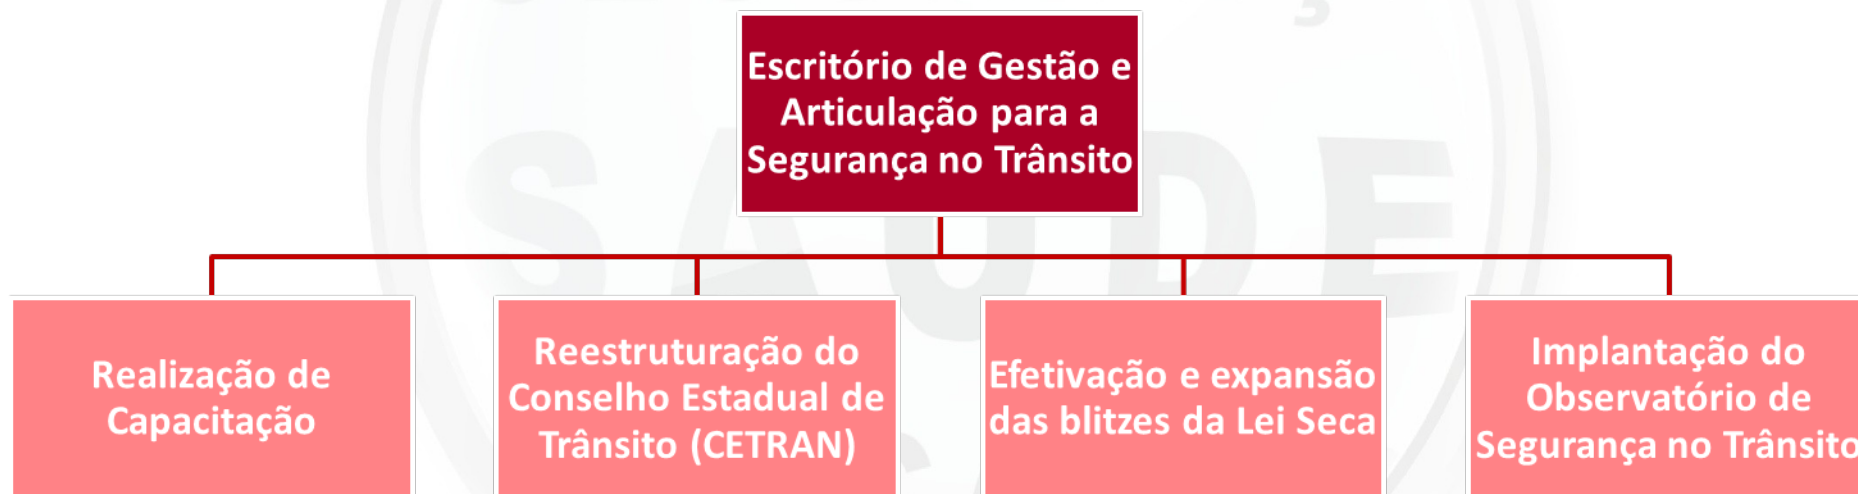 Escritório de Gestão e
Articulação para a
Segurança no Trânsito
Realização de
Capacitação
Reestruturação do
Conselho Estadual de
Trânsito (CETRAN)
Efetivação e expansão
das blitzes da Lei Seca
Implantação do
Observatório de
Segurança no Trânsito
SAÚDE